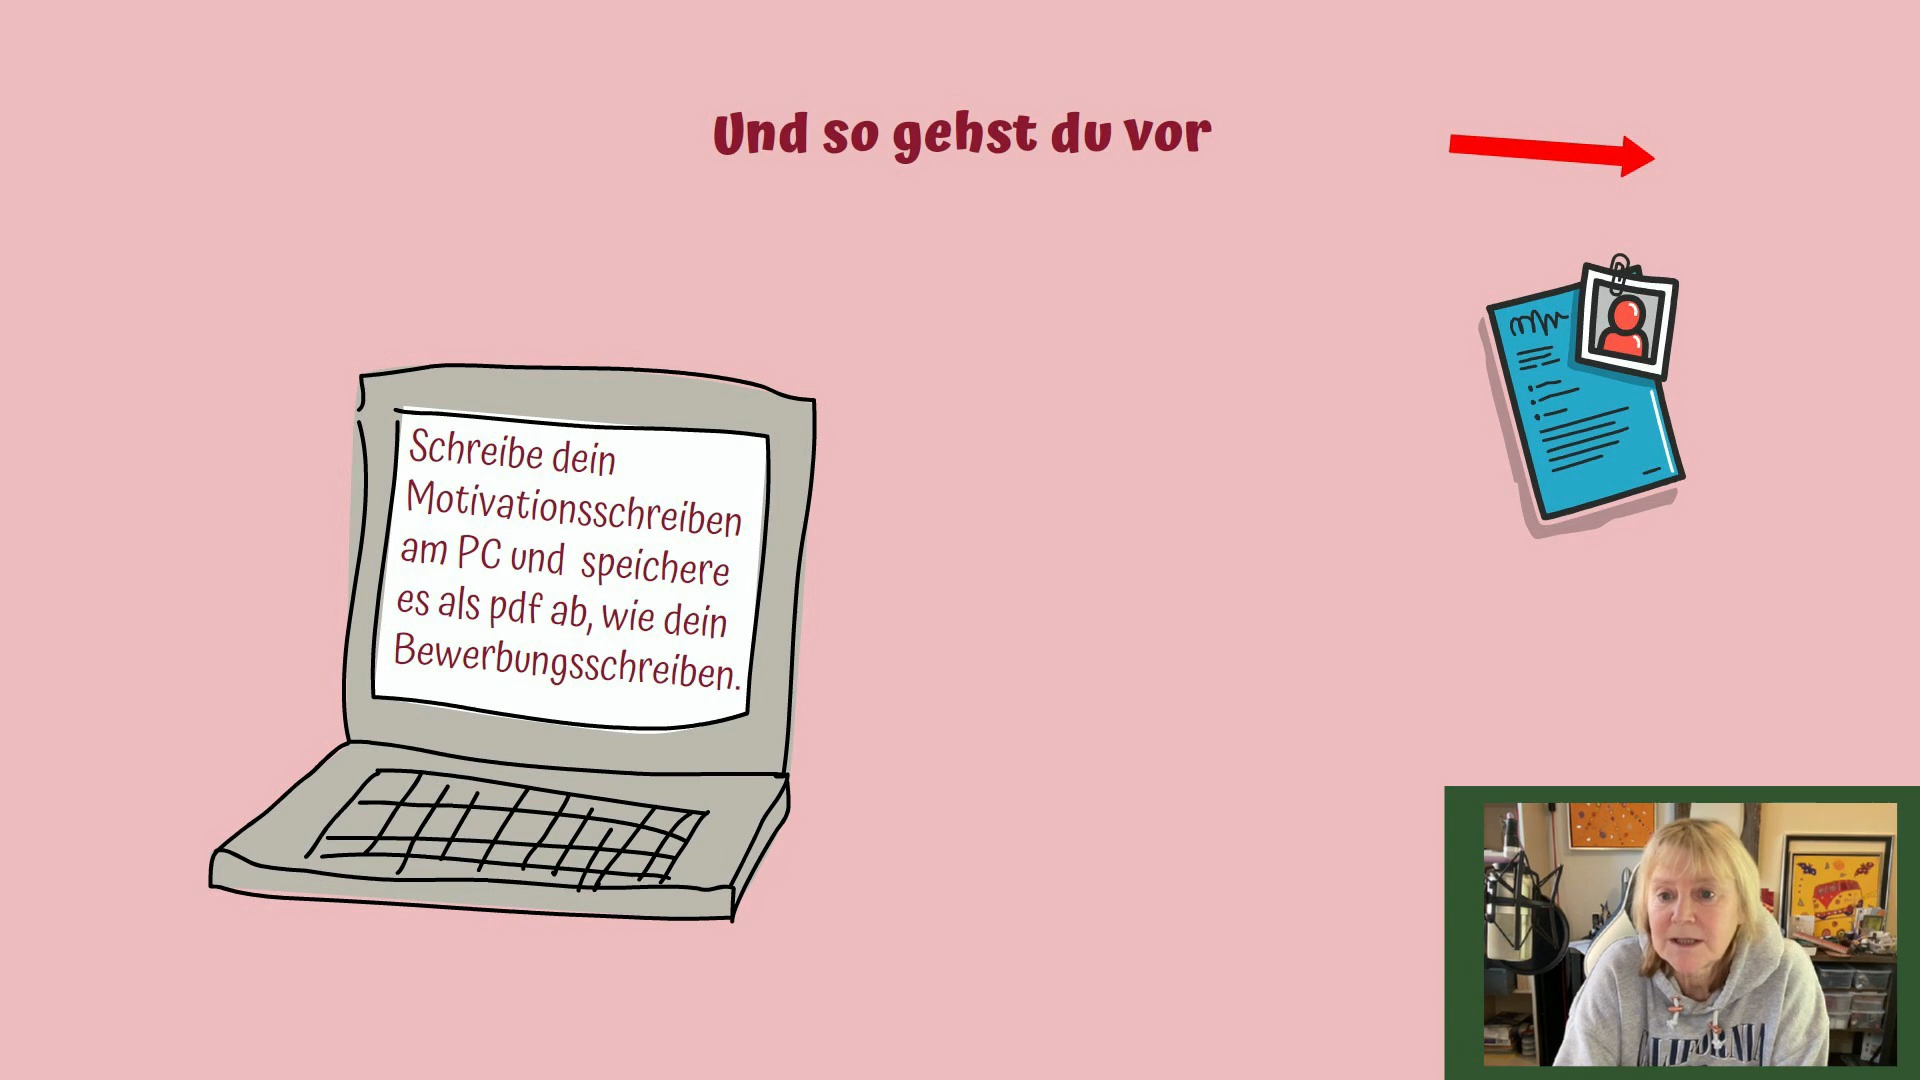 Und so gehst du vor
Schreibe dein
Motivationsschreiben
am PC und speichere
es als pdf ab, wie dein
Bewerbungsschreiben.
CALIFORNIA